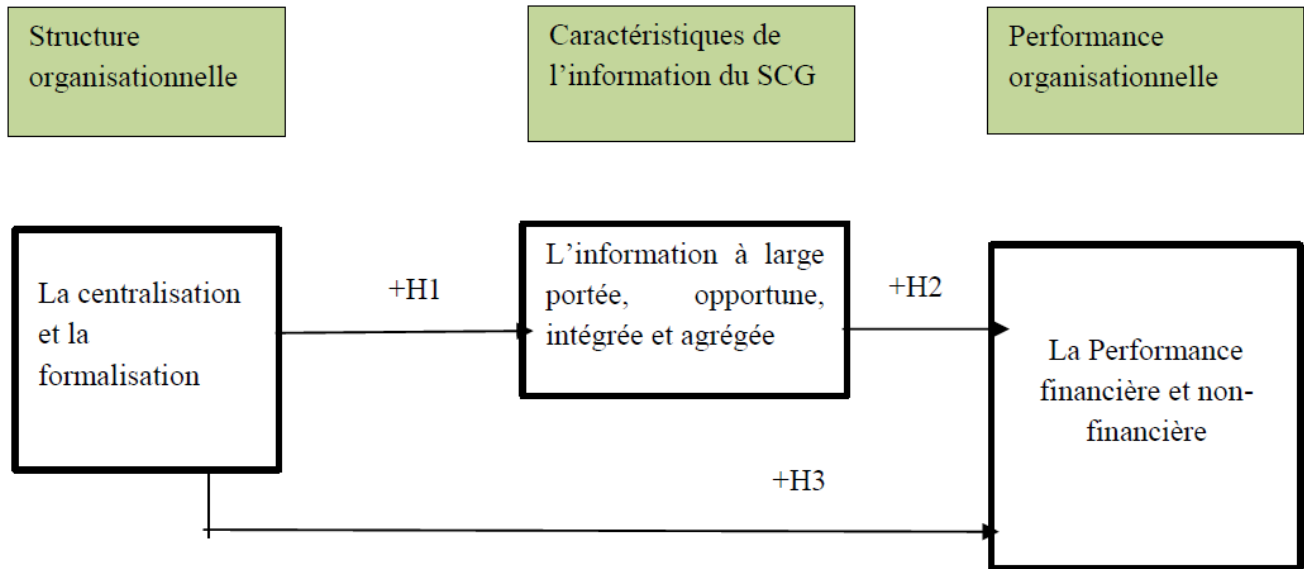 Structure
organisationnelle
Caractéristiques de
l’information du SCG
Performance
organisationnelle
La centralisation
et la
formalisation
+H1
L’information à large
portée, opportune,
intégrée et agrégée
+H2
La Performance
financière et non-
financière
+H3